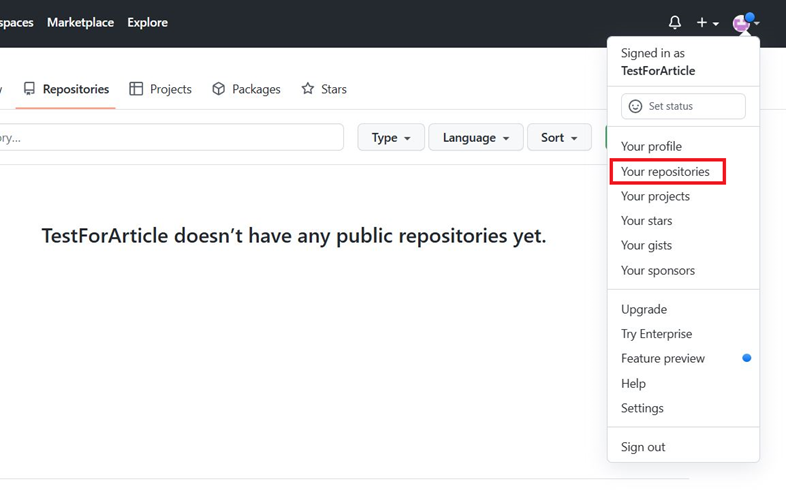 spaces Marketplace Explore
Repositories Projects Packages Stars
ory...
Type Language Sort
TestForArticle doesn’t have any public repositories yet.
Signed in as
TestForArticle
Set status
Your profile
Your repositories
Your projects
Your stars
Your gists
Your sponsors
Upgrade
Try Enterprise
Feature preview
Help
Settings
Sign out